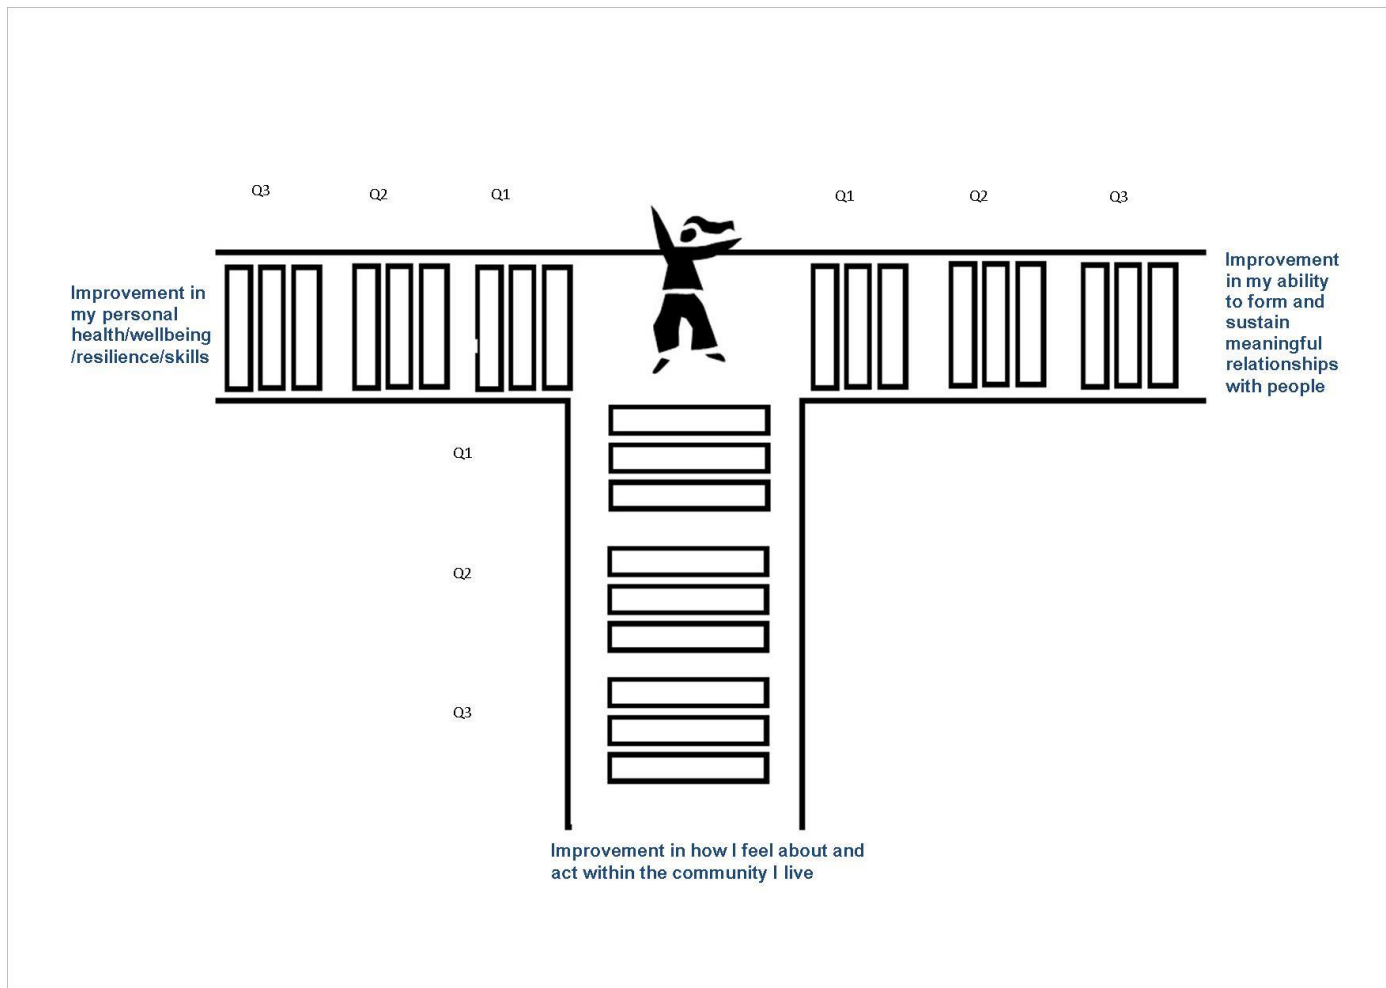 Q3
Q2
Q1
Q1
Q2
Q3
Improvement in
my personal
health/wellbeing
/resilience/skills
Improvement
in my ability
to form and
sustain
meaningful
relationships
with people
Q1
Q2
Q3
Improvement in how I feel about and
act within the community I live